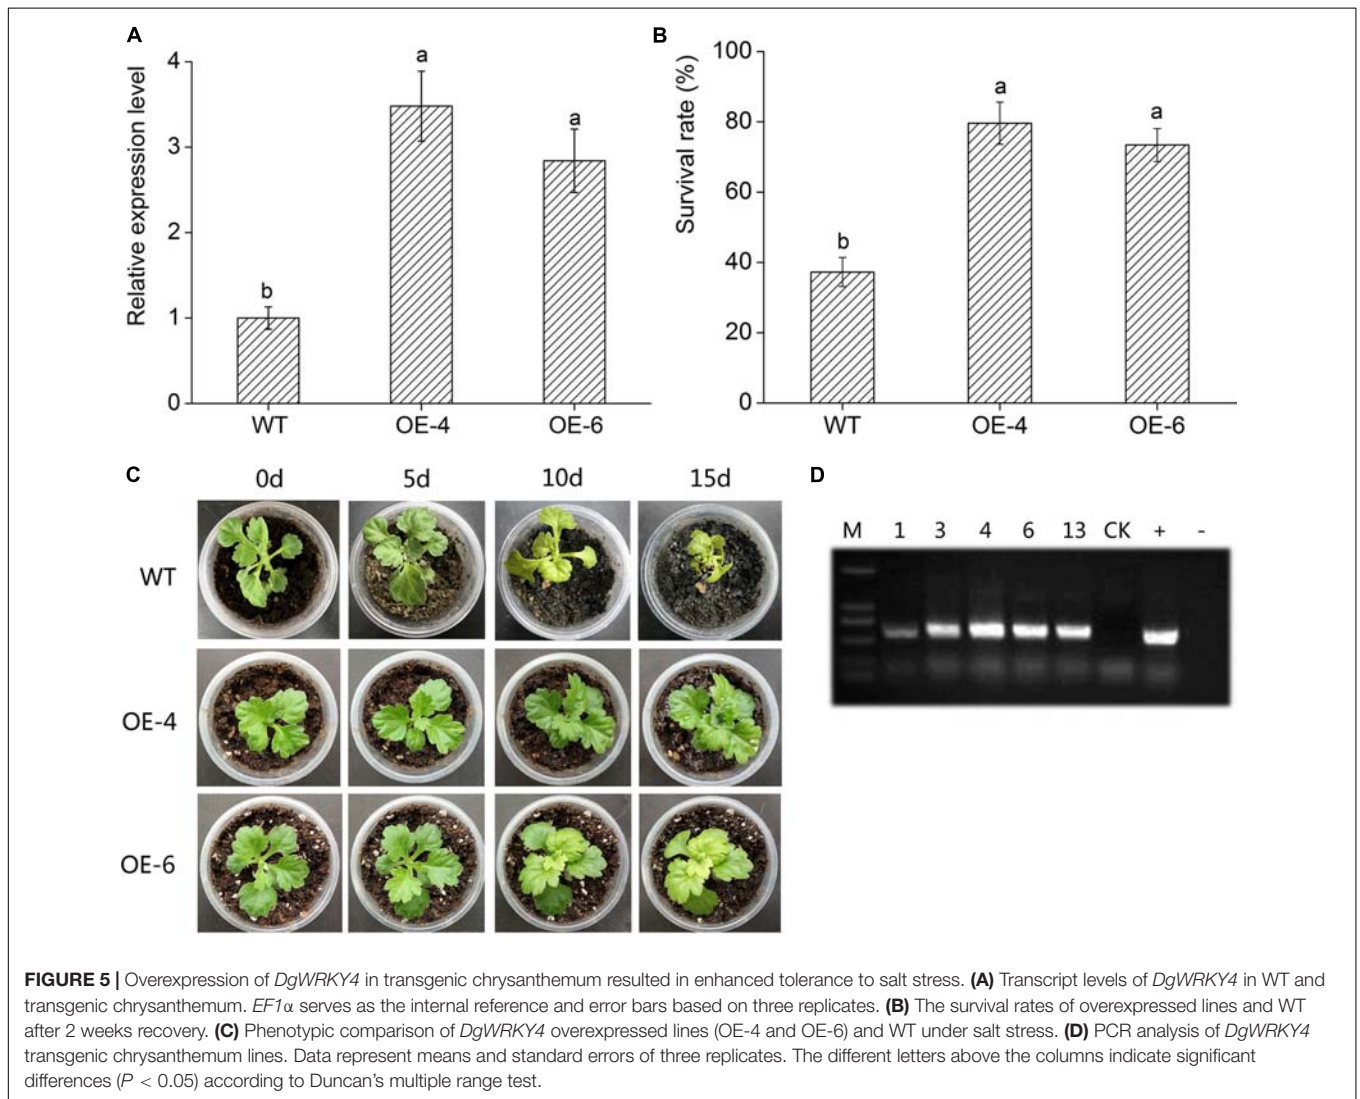 A
Relative expression level
4
3
2
1
0
b
a
a
WT OE-4 OE-6
B
Survival rate (%)
100
80
60
40
20
0
b
a
a
WT OE-4 OE-6
C
0d 5d 10d 15d
WT
OE-4
OE-6
D
M 1 3 4 6 13 CK + -
FIGURE 5 | Overexpression of DgWRKY4 in transgenic chrysanthemum resulted in enhanced tolerance to salt stress. (A) Transcript levels of DgWRKY4 in WT and
transgenic chrysanthemum. EF1α serves as the internal reference and error bars based on three replicates. (B) The survival rates of overexpressed lines and WT
after 2 weeks recovery. (C) Phenotypic comparison of DgWRKY4 overexpressed lines (OE-4 and OE-6) and WT under salt stress. (D) PCR analysis of DgWRKY4
transgenic chrysanthemum lines. Data represent means and standard errors of three replicates. The different letters above the columns indicate significant
differences (P < 0.05) according to Duncan's multiple range test.